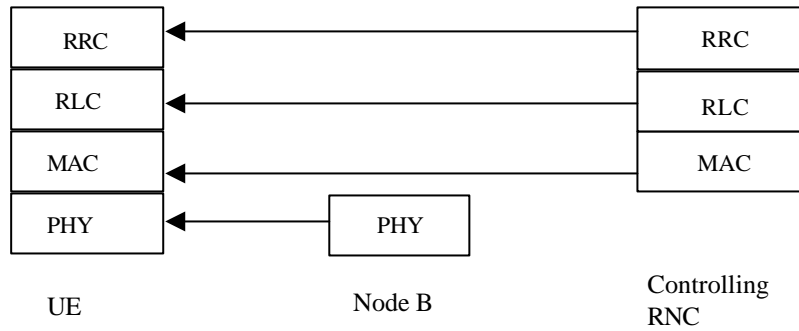 RRC
RRC
RLC
RLC
MAC
MAC
PHY
PHY
UE
Node B
Controlling
RNC